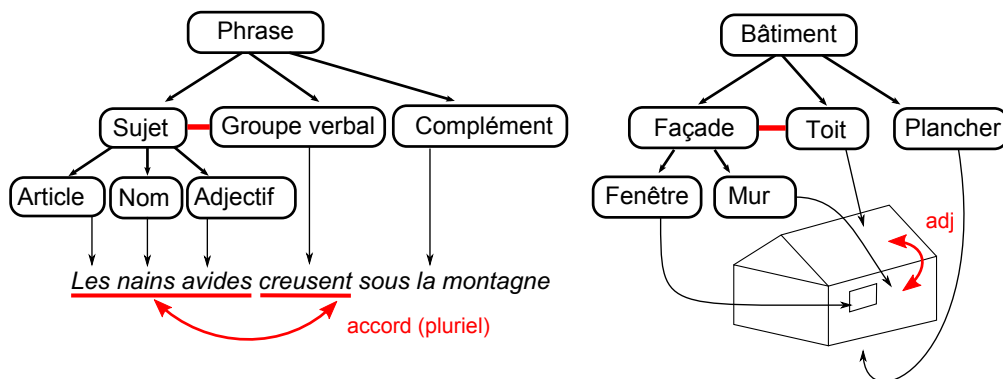 Phrase
Sujet
Groupe verbal
Complément
Article
Nom
Adjectif
Les nains avides creusent sous la montagne
accord (pluriel)
Bâtiment
Façade
Toit
Plancher
Fenêtre
Mur
adj